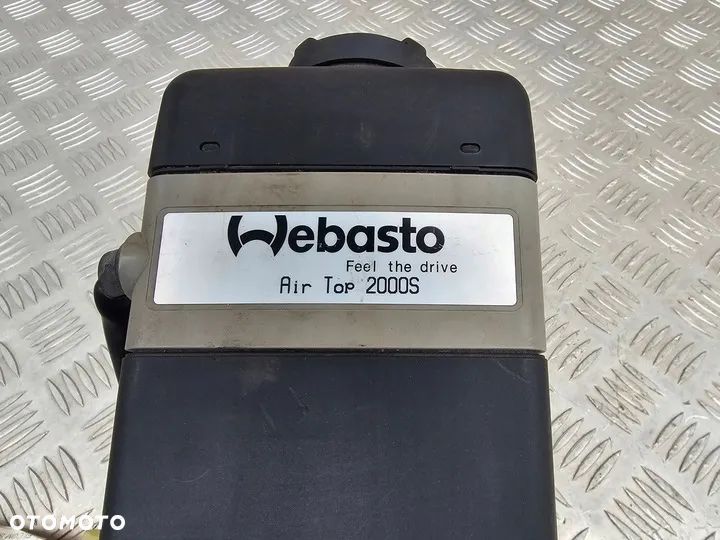 Webasto
Feel the drive
Air Top 2000S
OTOMOTO